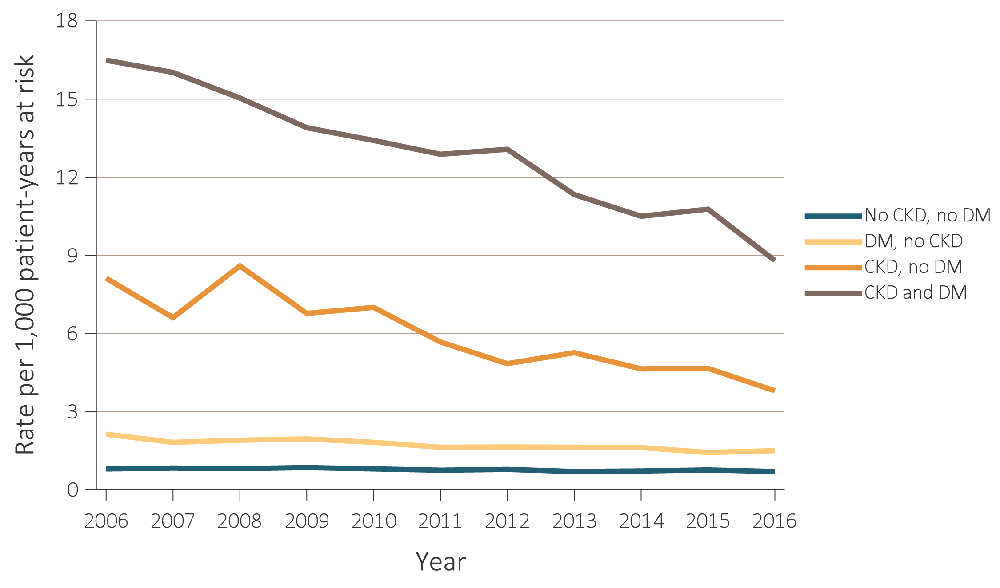 Rate per 1,000 patient-years at risk
18
15
12
9
6
3
0
2006 2007 2008 2009 2010 2011 2012 2013 2014 2015 2016
Year
No CKD, no DM
DM, no CKD
CKD, no DM
CKD and DM